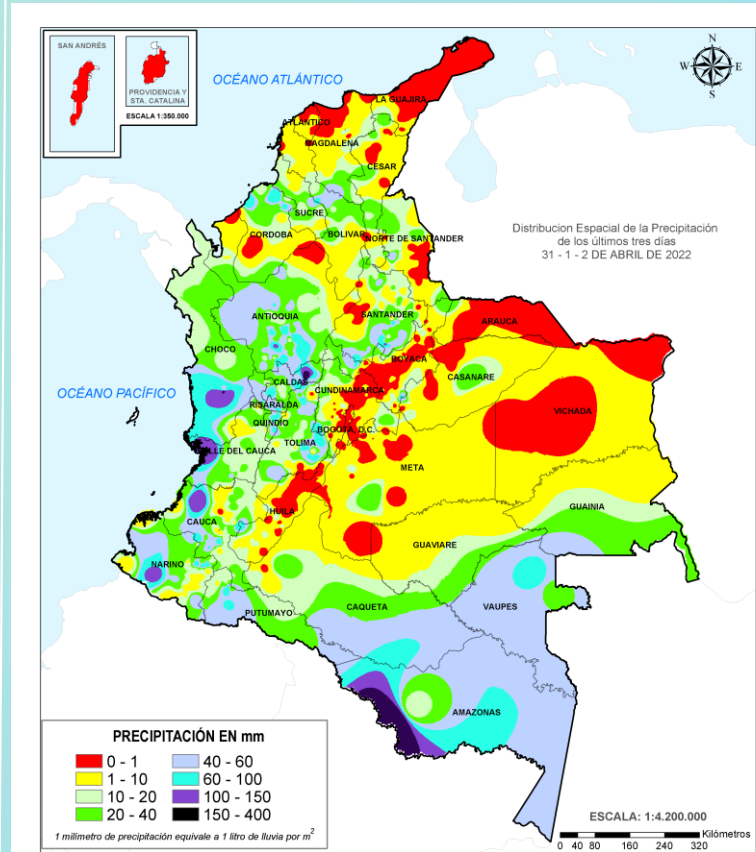 SAN ANDRÉS
PROVIDENCIA Y
STA. CATALINA
ESCALA 1:350.000
OCÉANO ATLÁNTICO
N
W
E
S
LA GUAJIRA
ATLÁNTICO
MAGDALENA
CESAR
SUCRE
CORDOBA
BOLIVAR
NORTE DE SANTANDER
Distribucion Espacial de la Precipitación
de los últimos tres días
31 - 1 - 2 DE ABRIL DE 2022
ANTIOQUIA
SANTANDER
ARAUCA
CHOCO
BOYACA
CASANARE
OCÉANO PACÍFICO
CALDAS
CUNDINAMARCA
RISARALDA
VICHADA
QUINDIO
BOGOTA, D.C.
TOLIMA
VALLE DEL CAUCA
META
HUILA
GUAINIA
CAUCA
GUAVIARE
NARINO
CAQUETA
VAUPES
PUTUMAYO
AMAZONAS
PRECIPITACIÓN EN mm
0 - 1
40 - 60
1 - 10
60 - 100
10 - 20
100 - 150
20 - 40
150 - 400
1 milímetro de precipitación equivale a 1 litro de lluvia por m²
ESCALA: 1:4.200.000
Kilómetros
0 40 80 160 240 320